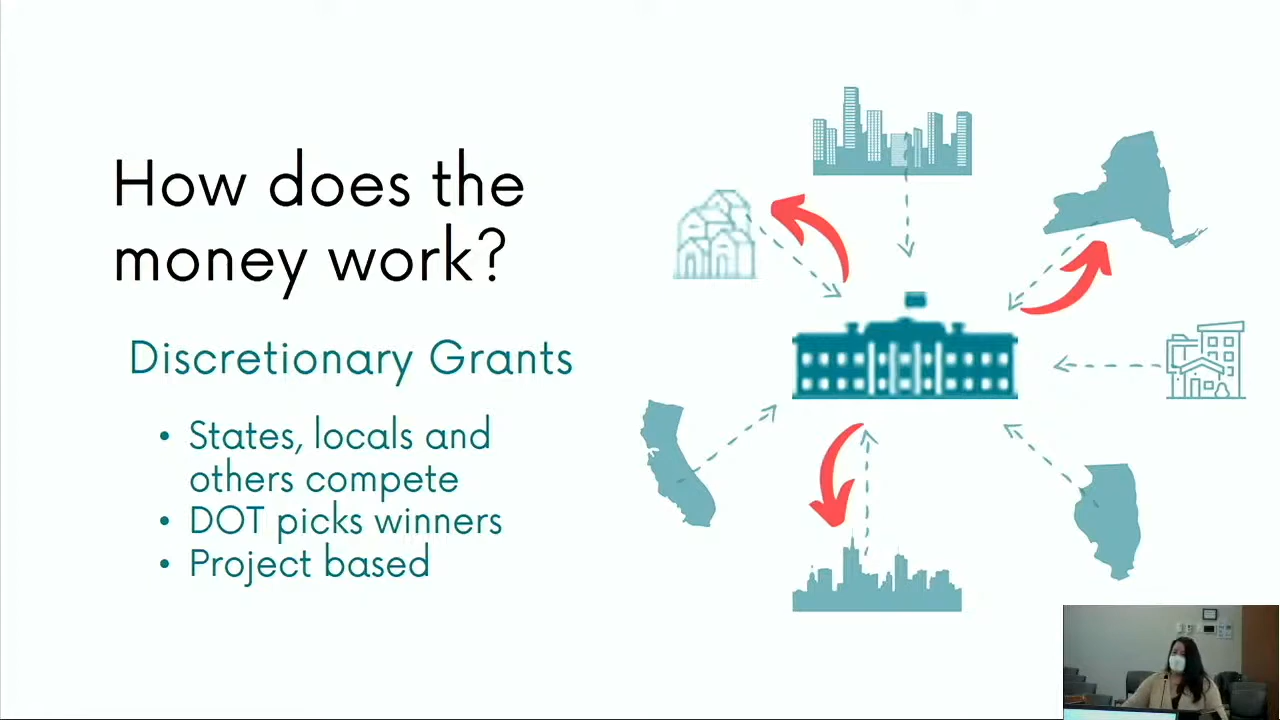 How does the
money work?
Discretionary Grants
• States, locals and
others compete
• DOT picks winners
• Project based